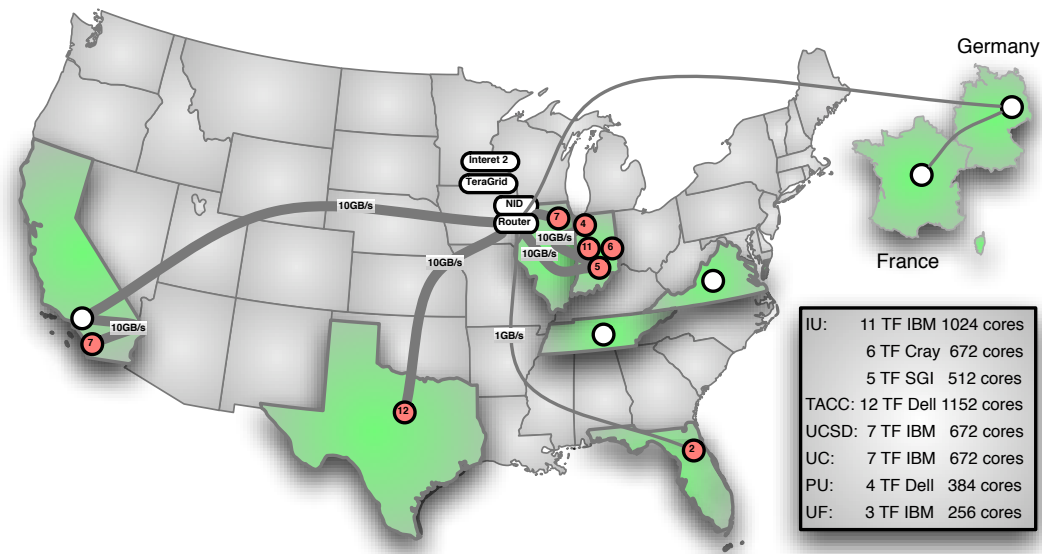 Germany
Interet 2
TeraGrid
NID
Router
7
4
11
6
5
10GB/s
10GB/s
10GB/s
10GB/s
10GB/s
7
1GB/s
12
2
France
IU: 11 TF IBM 1024 cores
6 TF Cray 672 cores
5 TF SGI 512 cores
TACC: 12 TF Dell 1152 cores
UCSD: 7 TF IBM 672 cores
UC: 7 TF IBM 672 cores
PU: 4 TF Dell 384 cores
UF: 3 TF IBM 256 cores